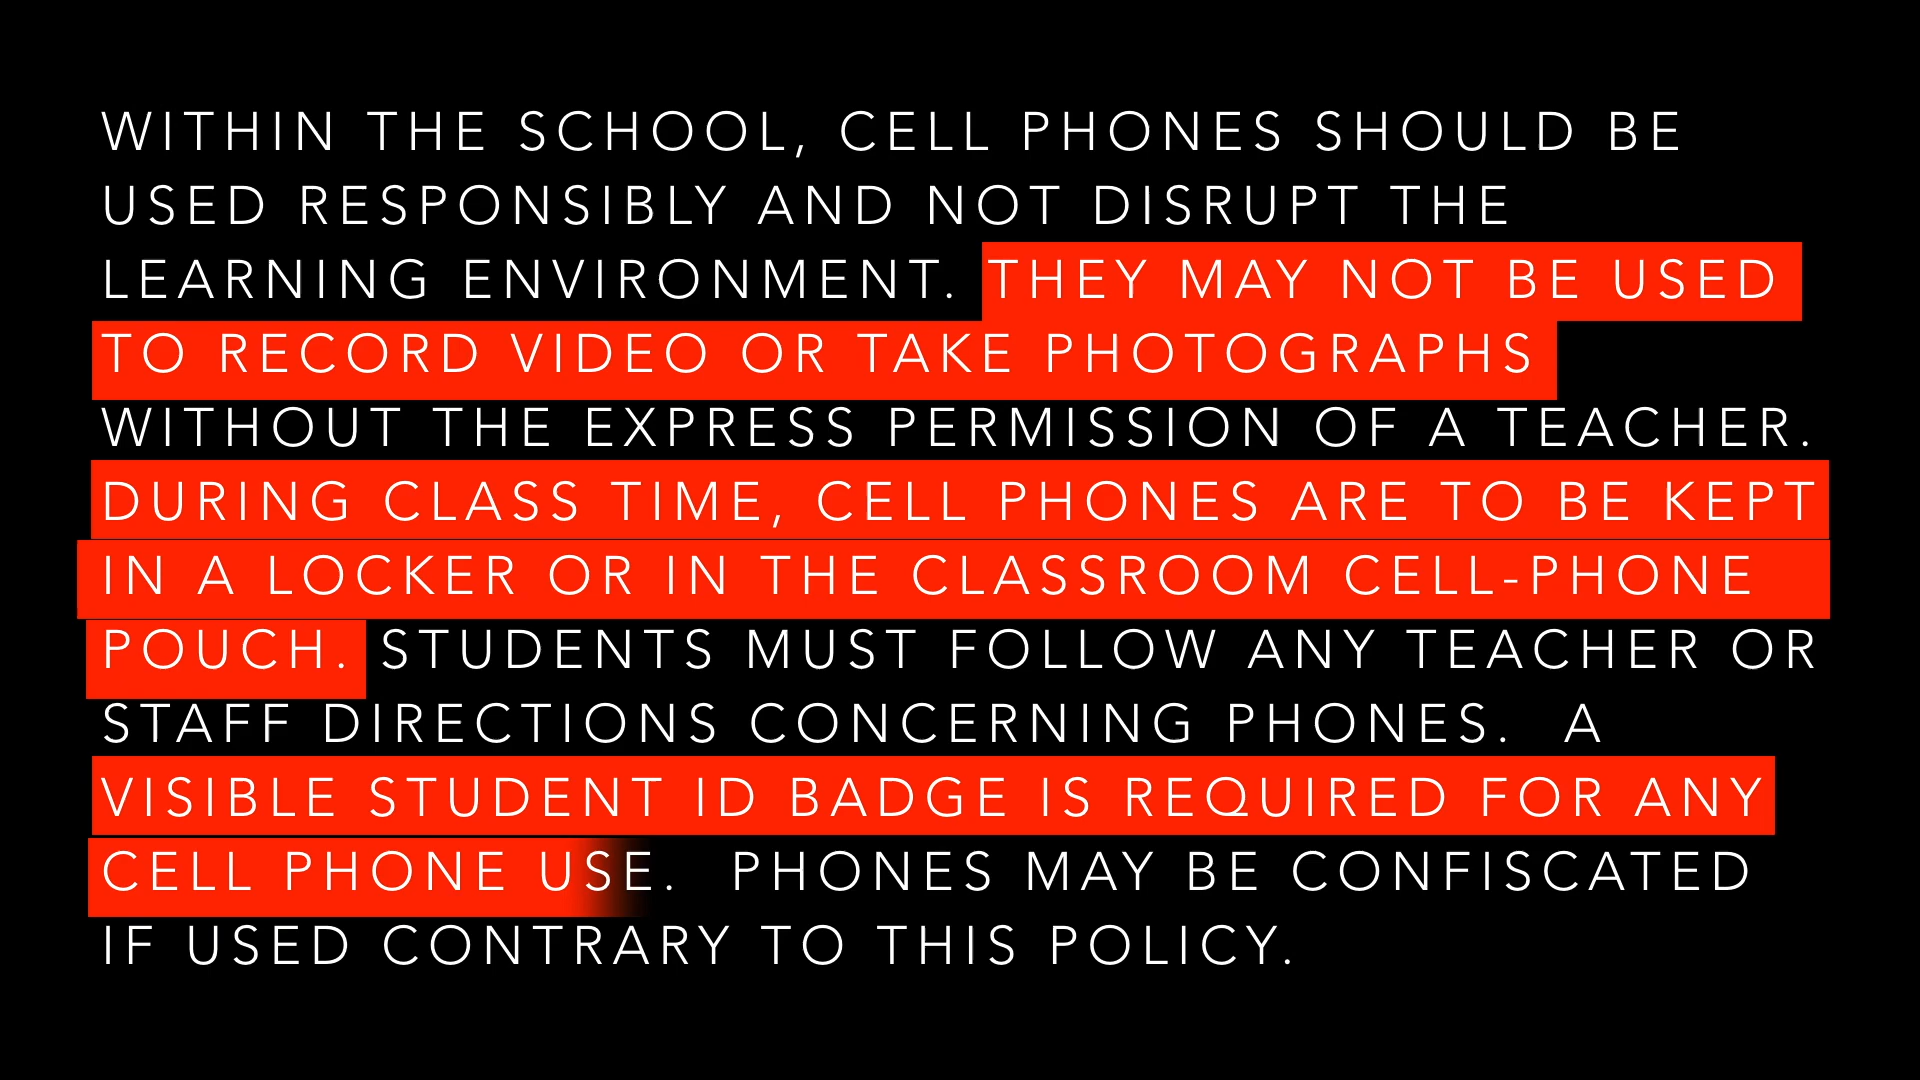 WITHIN THE SCHOOL, CELL PHONES SHOULD BE
USED RESPONSIBLY AND NOT DISRUPT THE
LEARNING ENVIRONMENT. THEY MAY NOT BE USED
TO RECORD VIDEO OR TAKE PHOTOGRAPHS
WITHOUT THE EXPRESS PERMISSION OF A TEACHER.
DURING CLASS TIME, CELL PHONES ARE TO BE KEPT
IN A LOCKER OR IN THE CLASSROOM CELL-PHONE
POUCH. STUDENTS MUST FOLLOW ANY TEACHER OR
STAFF DIRECTIONS CONCERNING PHONES.  A
VISIBLE STUDENT ID BADGE IS REQUIRED FOR ANY
CELL PHONE USE.  PHONES MAY BE CONFISCATED
IF USED CONTRARY TO THIS POLICY.